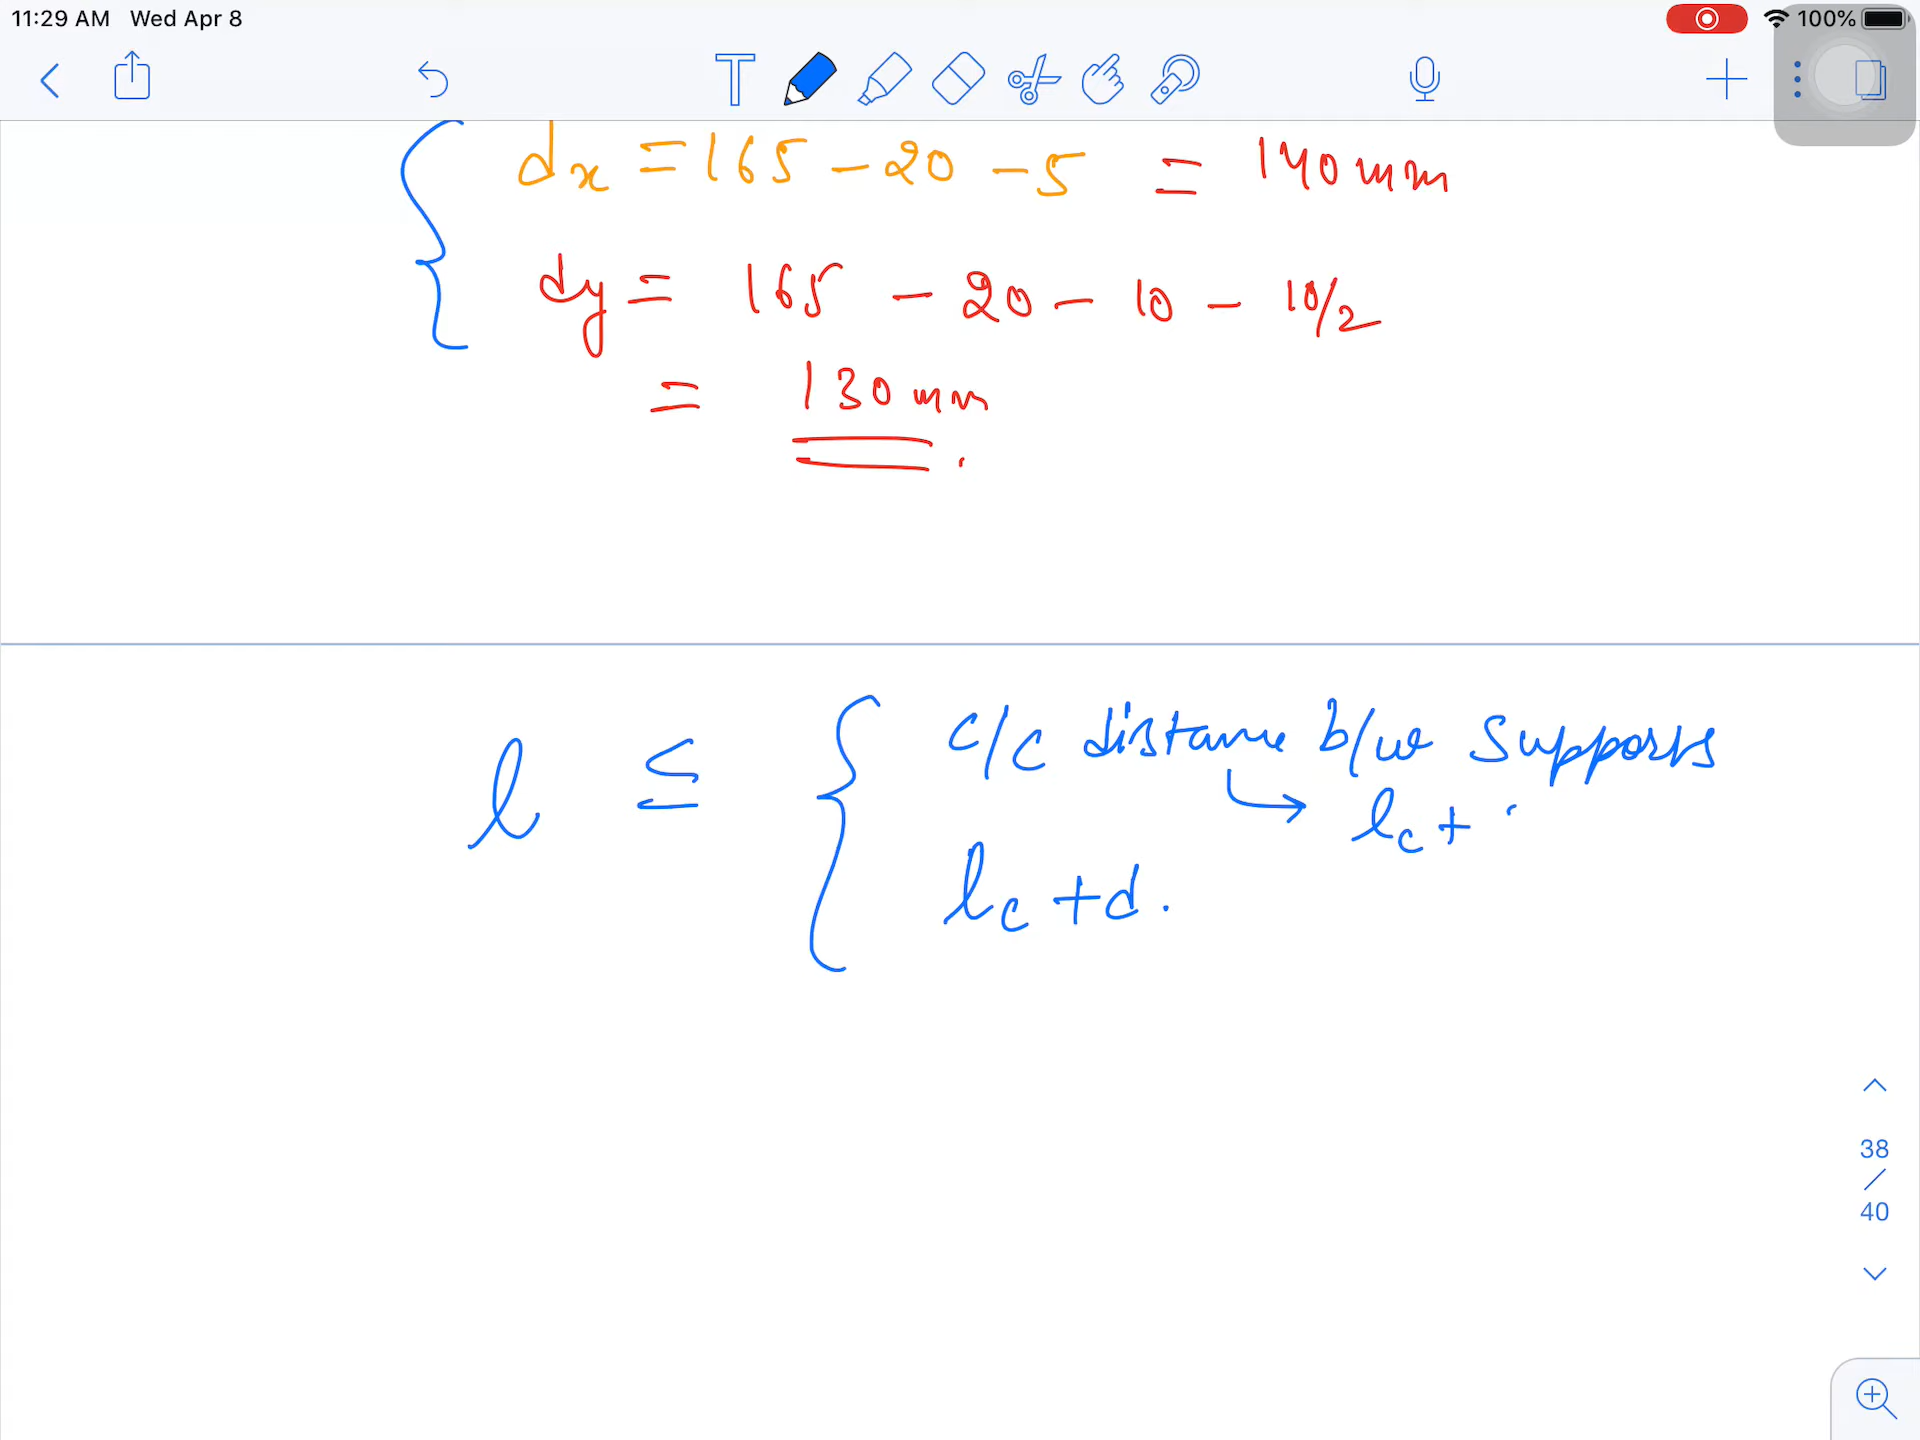 11:29 AM Wed Apr 8 100%
dx = 165 - 20 - 5 = 140 mm
dy = 165 - 20 - 10 - 10/2
= 130 mm
l ≤ { c/c distance b/w supports
→ lc +
lc + d.
38
/
40